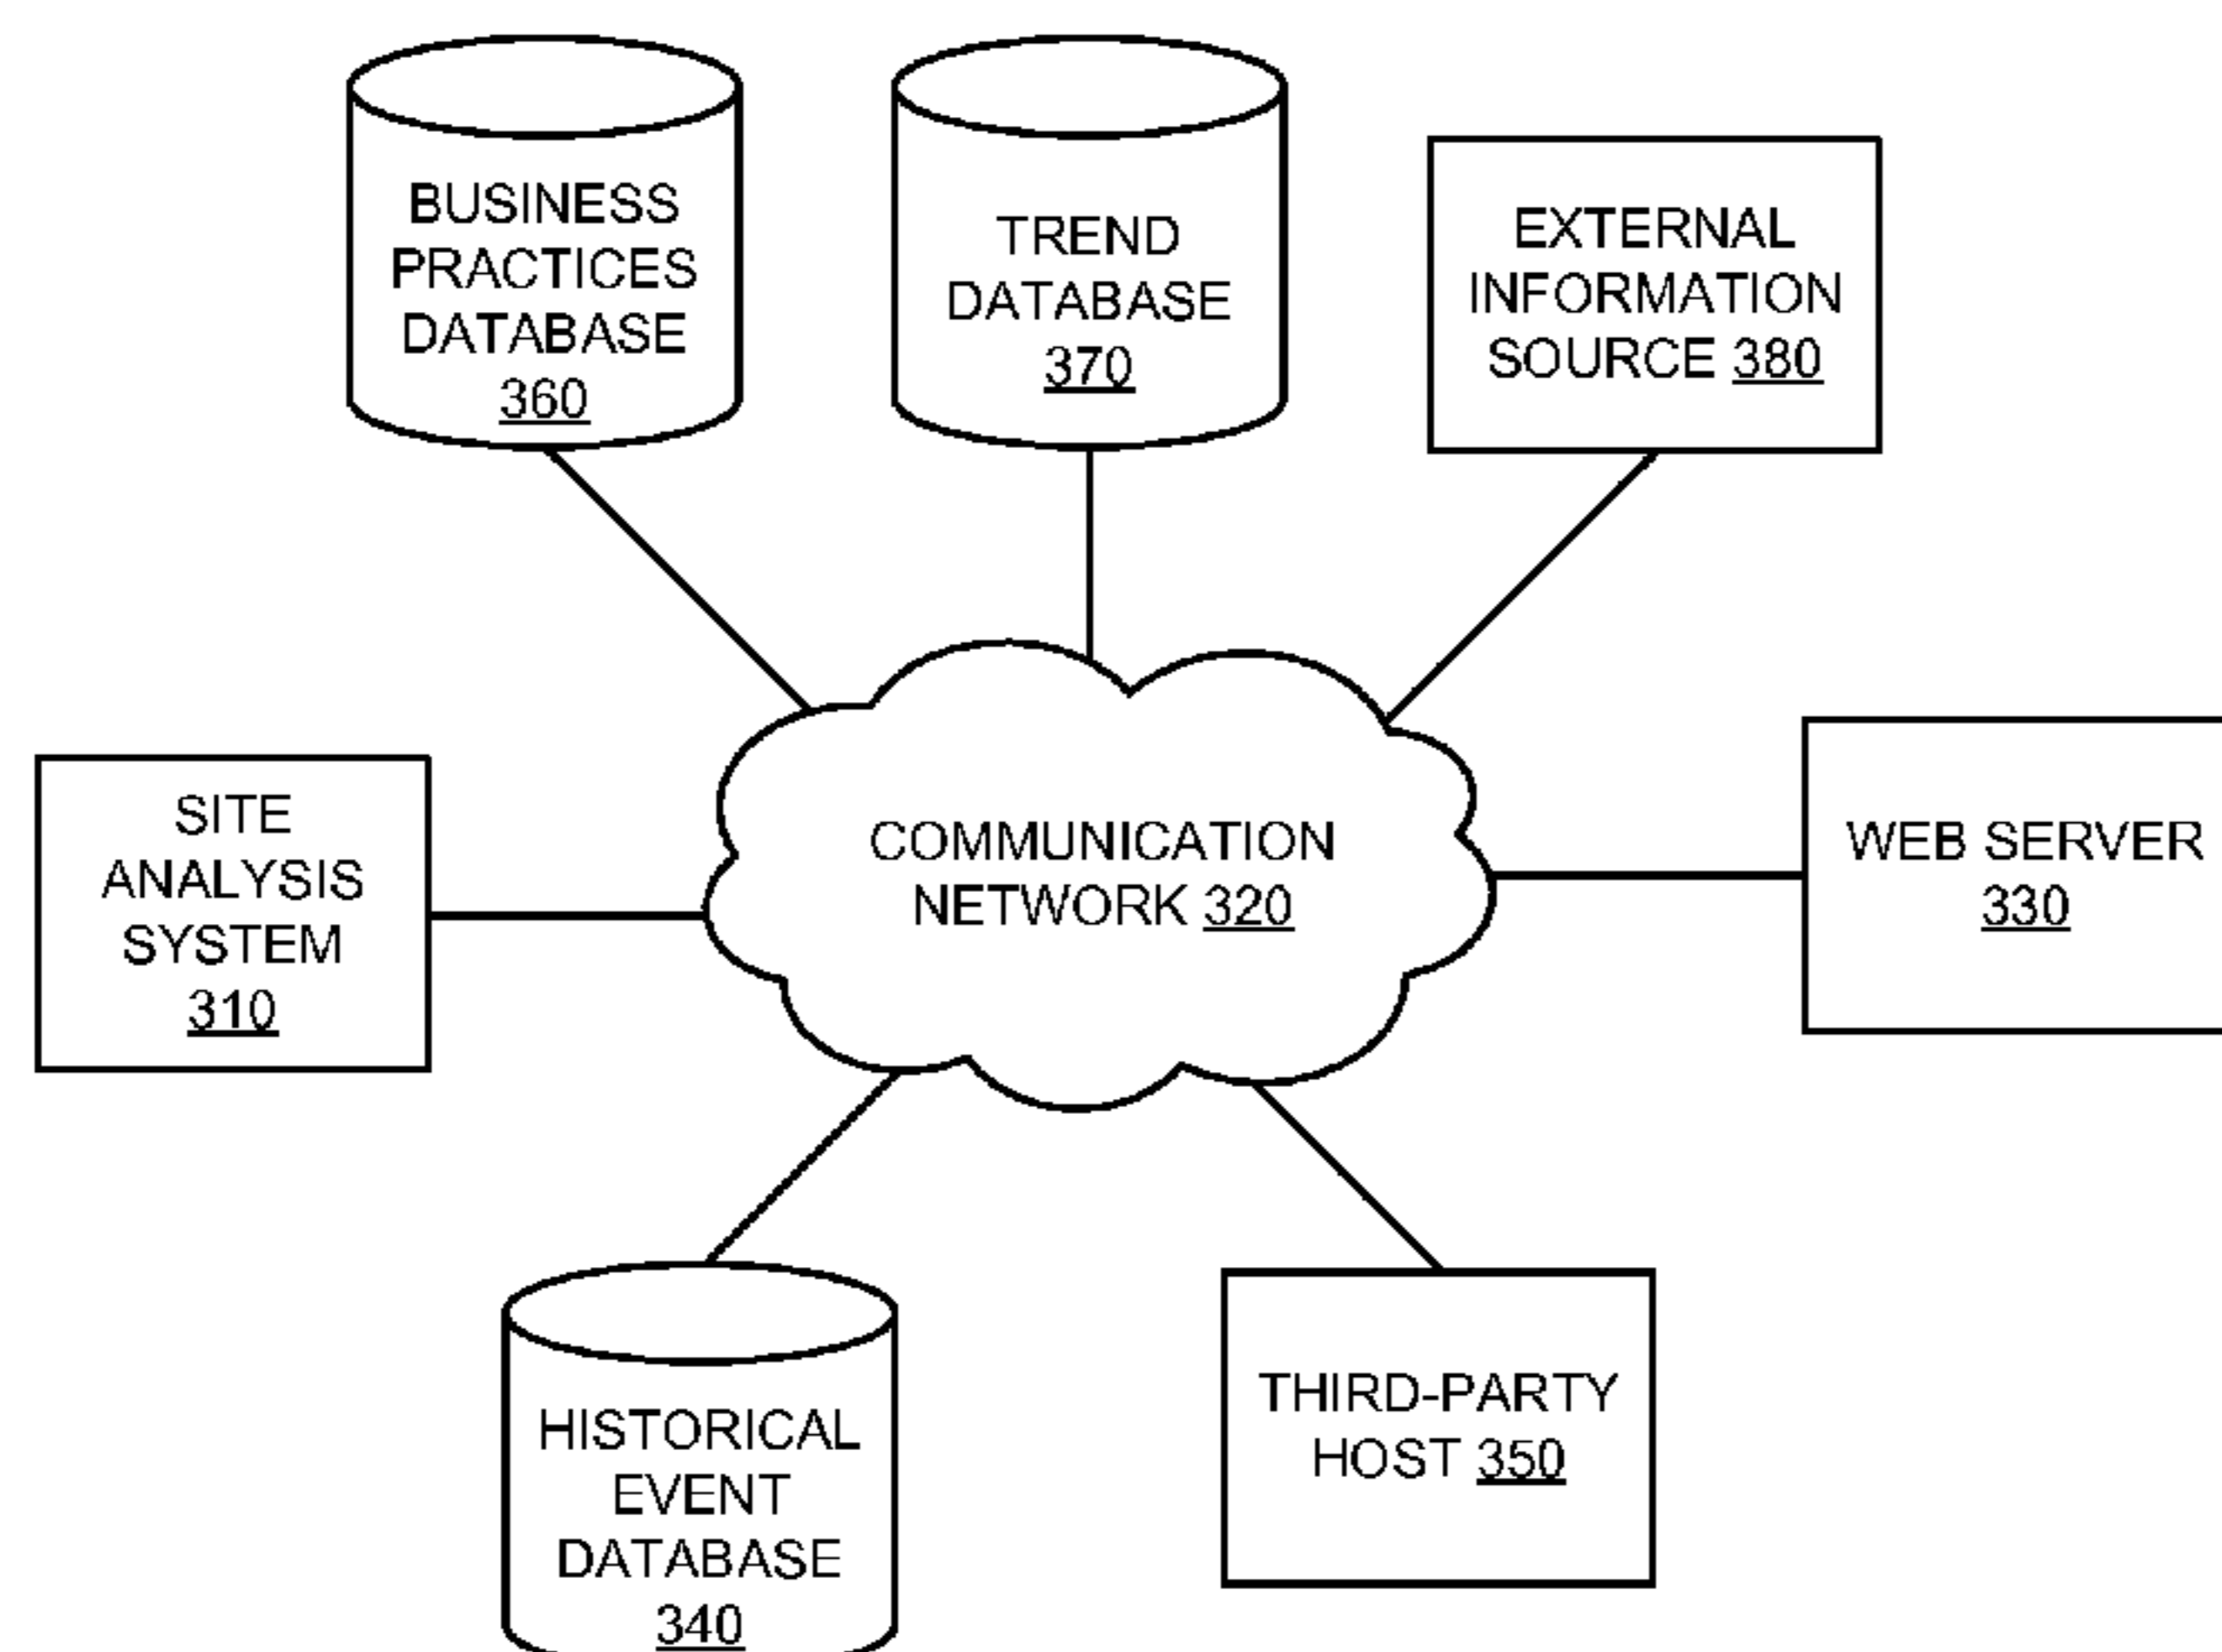 BUSINESS
PRACTICES
DATABASE
360
TREND
DATABASE
370
EXTERNAL
INFORMATION
SOURCE 380
SITE
ANALYSIS
SYSTEM
310
COMMUNICATION
NETWORK 320
WEB SERVER
330
HISTORICAL
EVENT
DATABASE
340
THIRD-PARTY
HOST 350